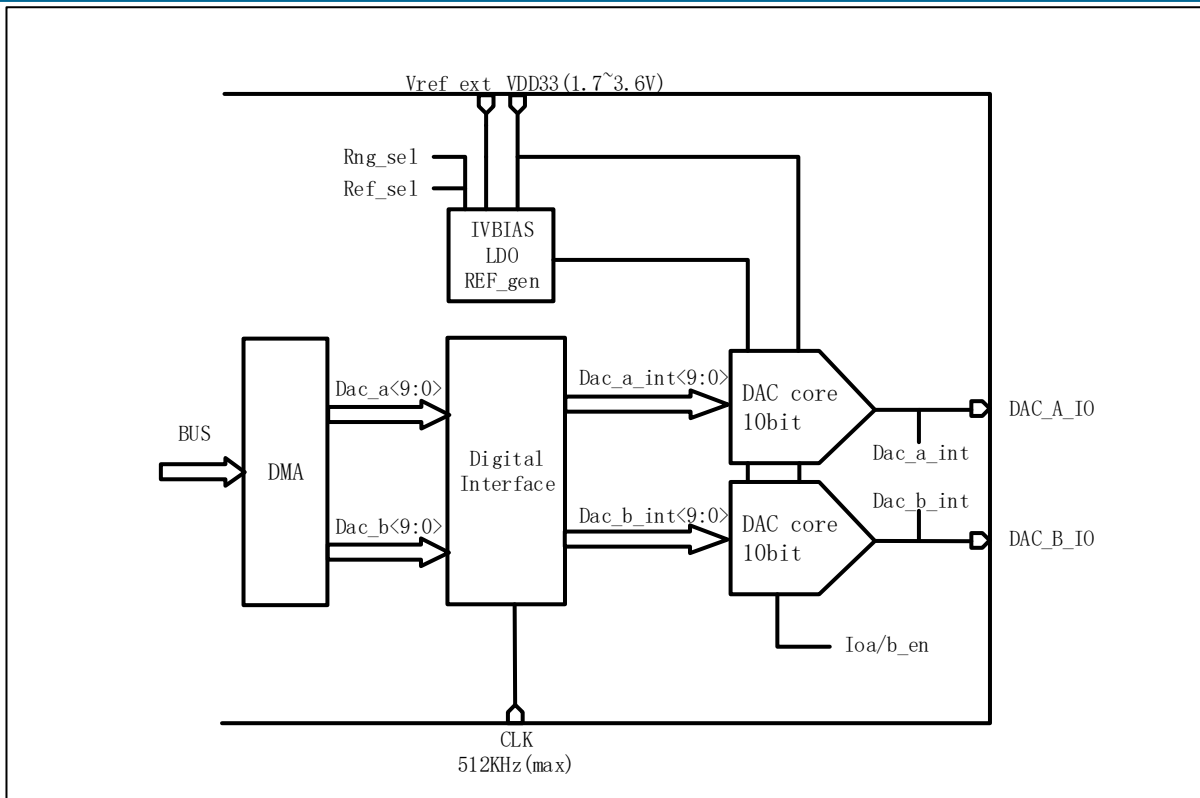 Vref ext VDD33(1.7~3.6V)
Rng_sel
Ref_sel
IVBIAS
LDO
REF_gen
Dac_a<9:0>
Dac_a_int<9:0>
DAC core
10bit
DAC_A_IO
BUS
DMA
Digital
Interface
Dac_a_int
Dac_b<9:0>
Dac_b_int<9:0>
DAC core
10bit
Dac_b_int
DAC_B_IO
Ioa/b_en
CLK
512KHz(max)